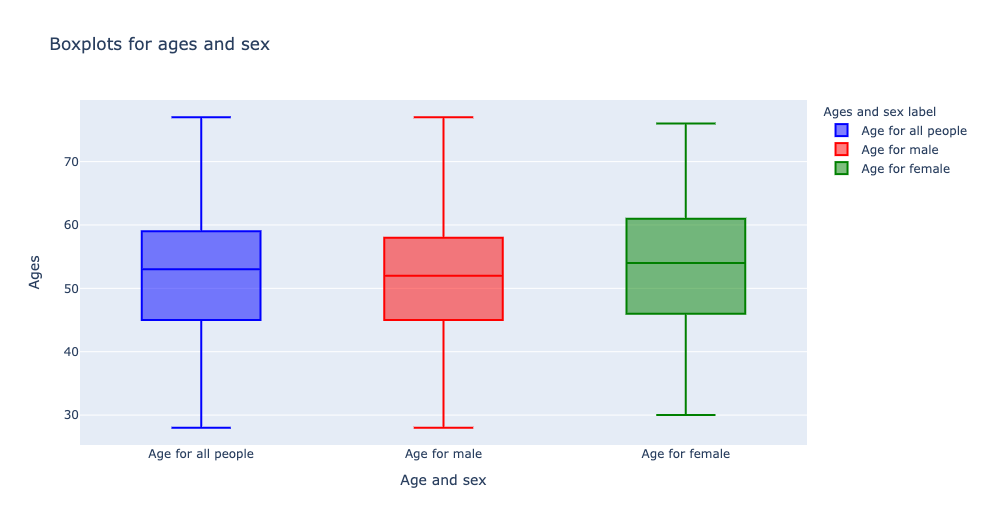 Boxplots for ages and sex
Ages and sex label
Age for all people
Age for male
Age for female
70
60
50
40
30
Ages
Age for all people
Age for male
Age for female
Age and sex